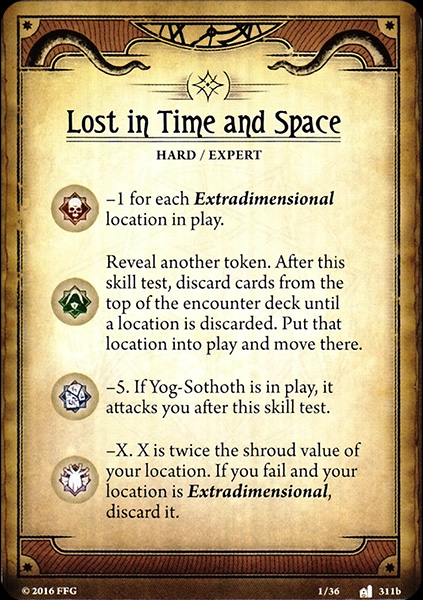 Lost in Time and Space
HARD / EXPERT
–1 for each Extradimensional
location in play.
Reveal another token. After this
skill test, discard cards from the
top of the encounter deck until
a location is discarded. Put that
location into play and move there.
–5. If Yog-Sothoth is in play, it
attacks you after this skill test.
–X. X is twice the shroud value of
your location. If you fail and your
location is Extradimensional,
discard it.
© 2016 FFG 1/36 311b